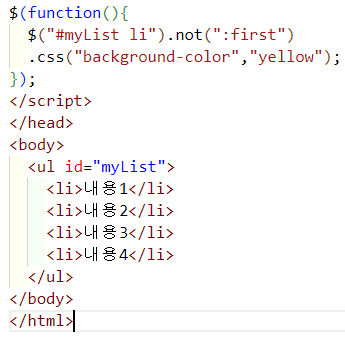 $(function(){
$("#myList li").not(":first")
.css("background-color","yellow");
});
</script>
</head>
<body>
<ul id="myList">
<li>내용1</li>
<li>내용2</li>
<li>내용3</li>
<li>내용4</li>
</ul>
</body>
</html>